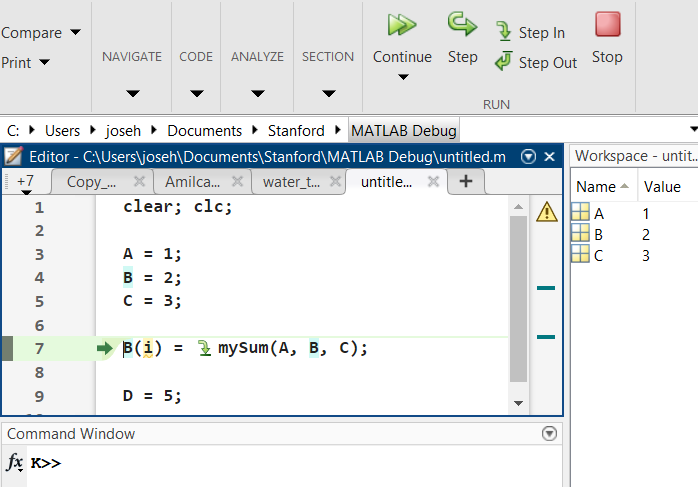 Compare
Print
NAVIGATE
CODE
ANALYZE
SECTION
Continue
Step
Step In
Step Out
Stop
RUN
C: Users joseh Documents Stanford MATLAB Debug
Editor - C:\Users\joseh\Documents\Stanford\MATLAB Debug\untitled.m
+7 Copy_... Amilca... water_t... untitle... +
1 clear; clc;
2
3 A = 1;
4 B = 2;
5 C = 3;
6
7 B(i) = mySum(A, B, C);
8
9 D = 5;
Workspace - untit...
Name Value
A 1
B 2
C 3
Command Window
fx K>>